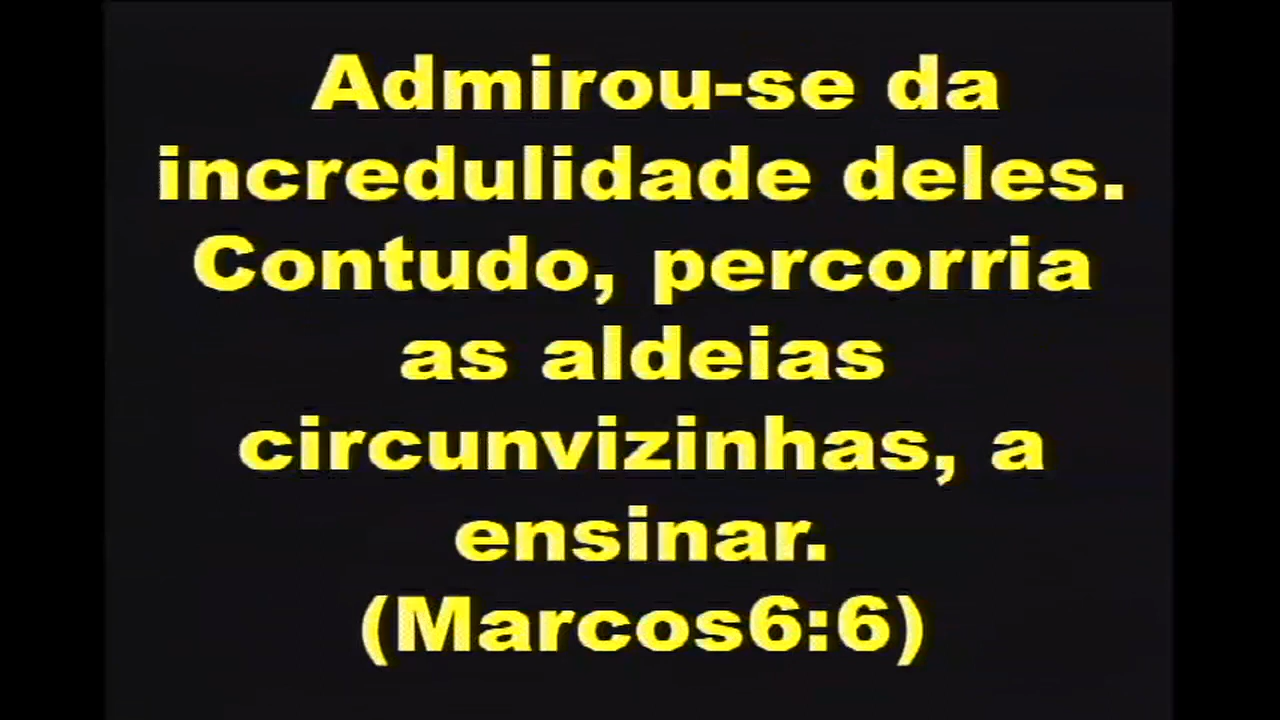 Admirou-se da
incredulidade deles.
Contudo, percorria
as aldeias
circunvizinhas, a
ensinar.
(Marcos6:6)